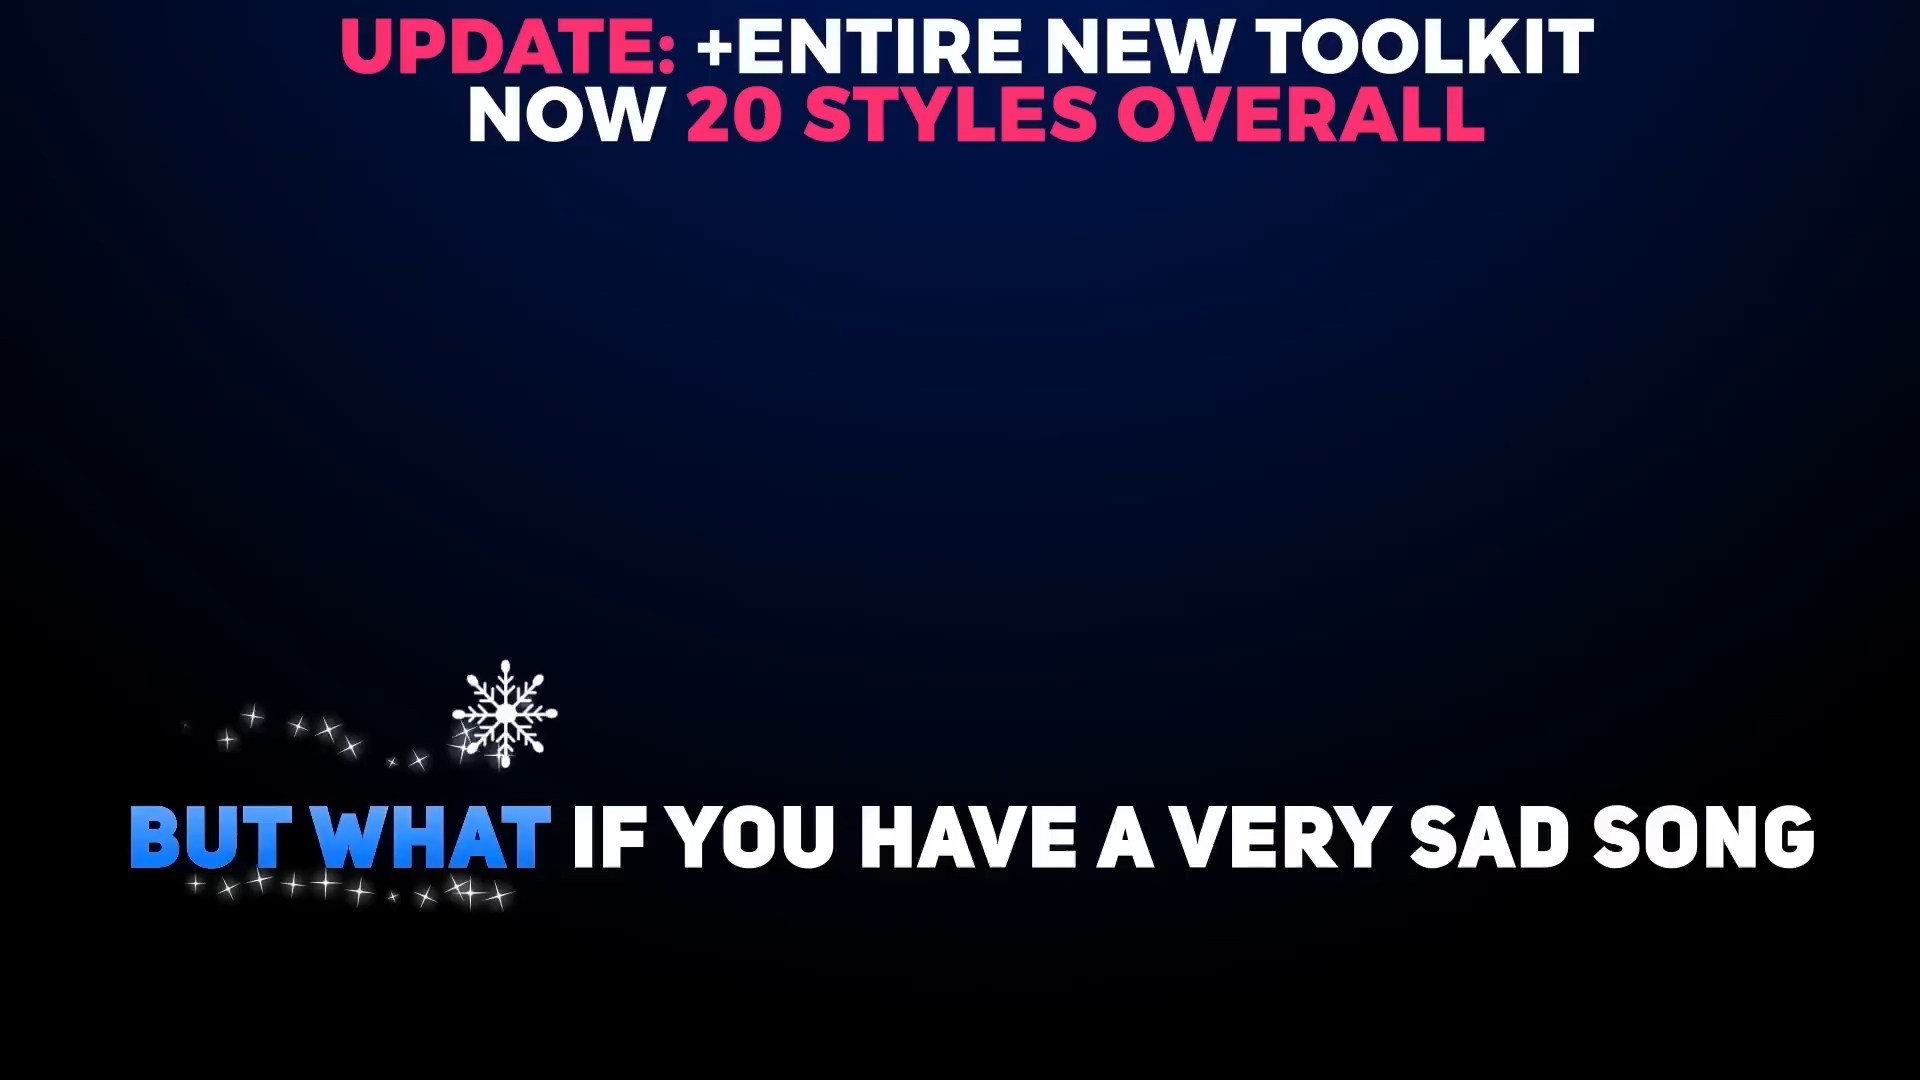 UPDATE: +ENTIRE NEW TOOLKIT
NOW 20 STYLES OVERALL
BUT WHAT IF YOU HAVE A VERY SAD SONG